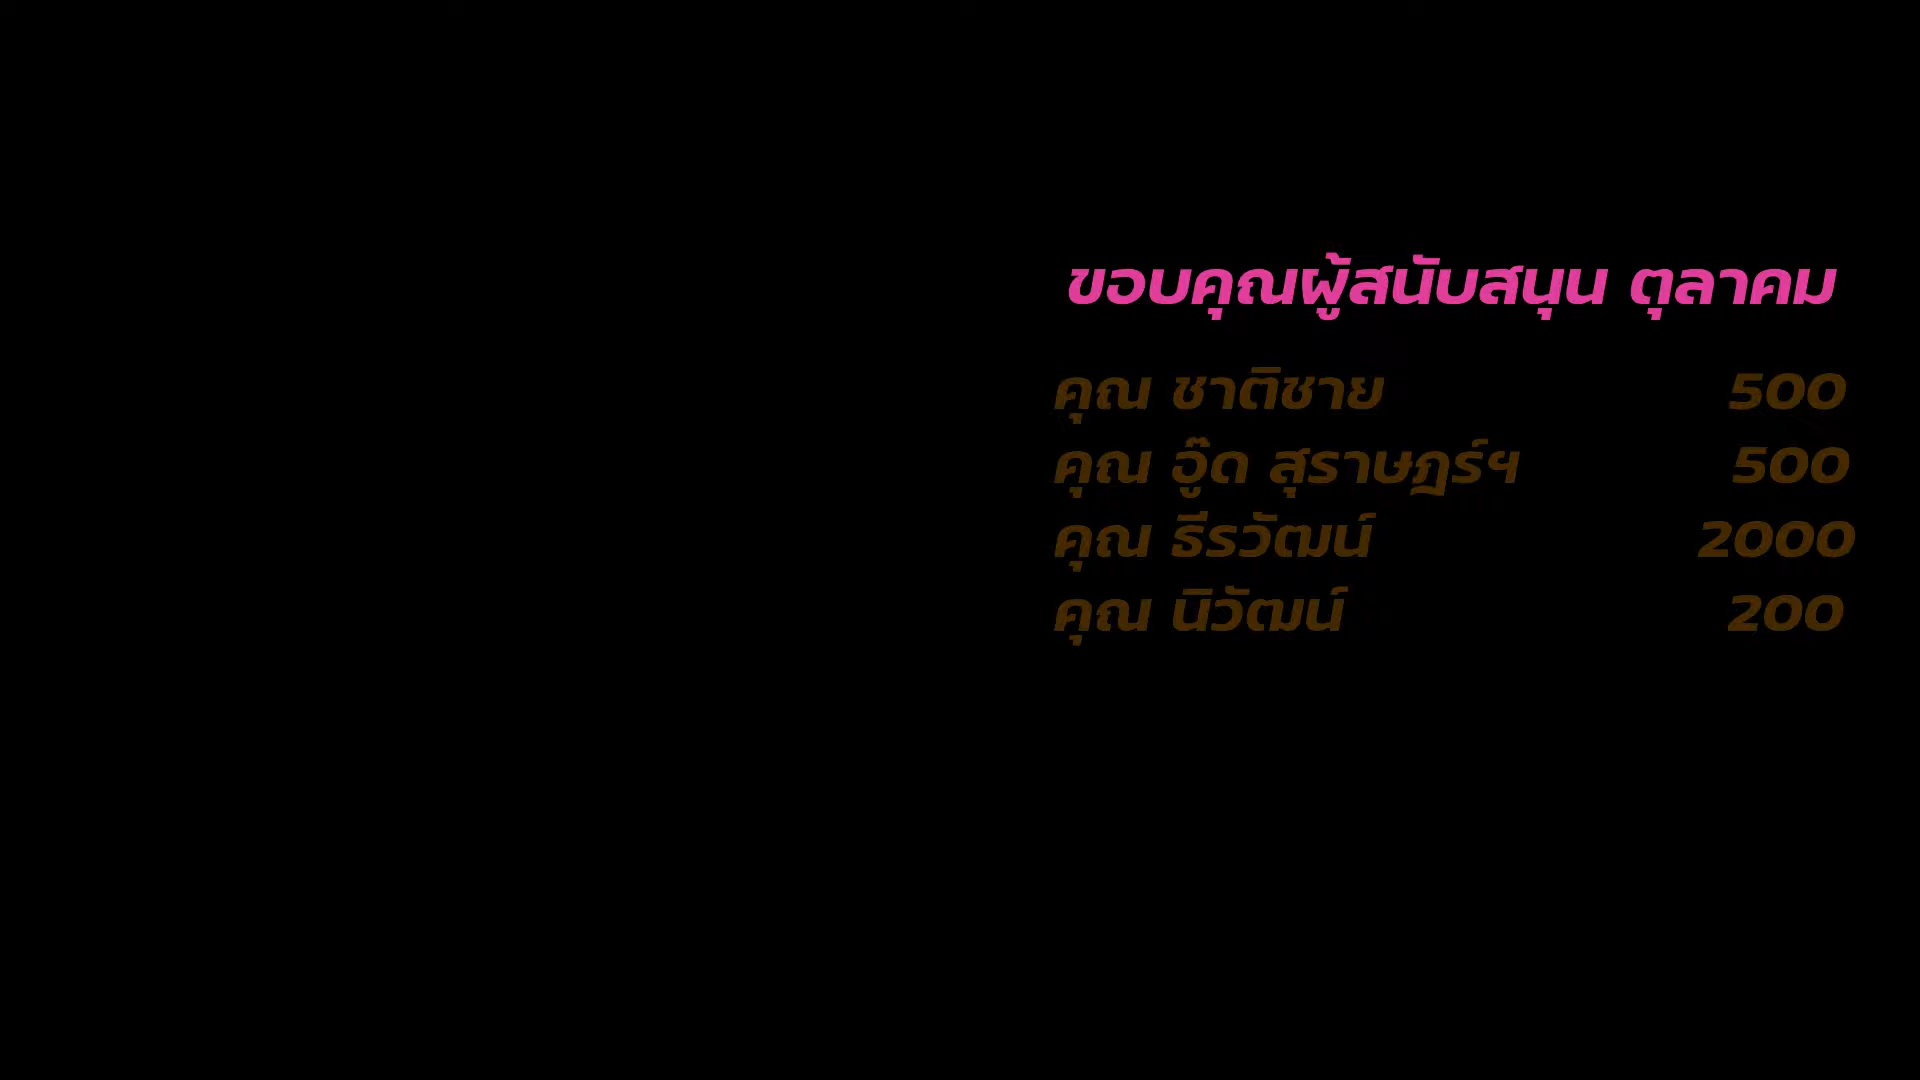 ขอบคุณผู้สนับสนุน ตุลาคม
คุณ ชาติชาย 500
คุณ อู๊ด สุราษฎร์ฯ 500
คุณ ธีรวัฒน์ 2000
คุณ นิวัฒน์ 200